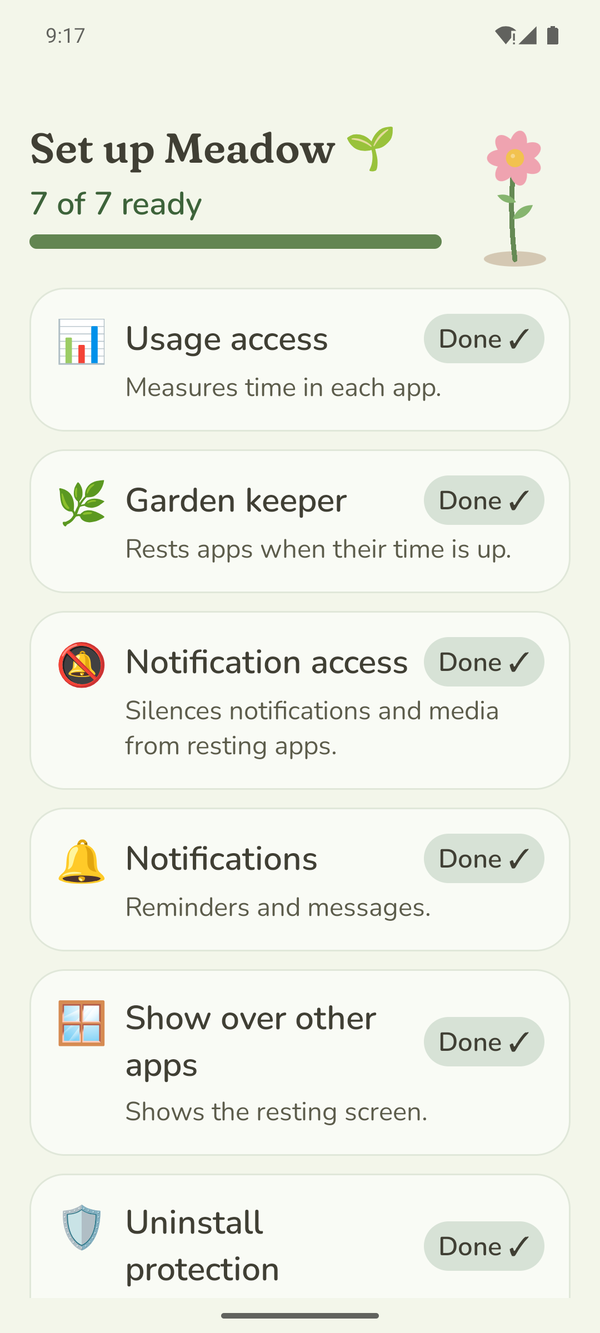 9:17
Set up Meadow 🌱
7 of 7 ready
Usage access
Done ✓
Measures time in each app.
Garden keeper
Done ✓
Rests apps when their time is up.
Notification access
Done ✓
Silences notifications and media
from resting apps.
Notifications
Done ✓
Reminders and messages.
Show over other
apps
Done ✓
Shows the resting screen.
Uninstall
protection
Done ✓